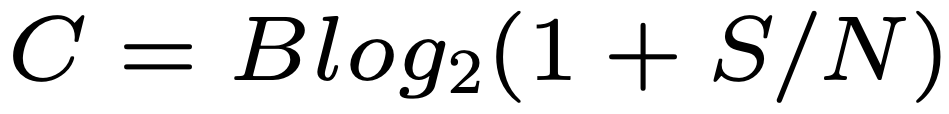 C = Blog₂(1 + S/N)